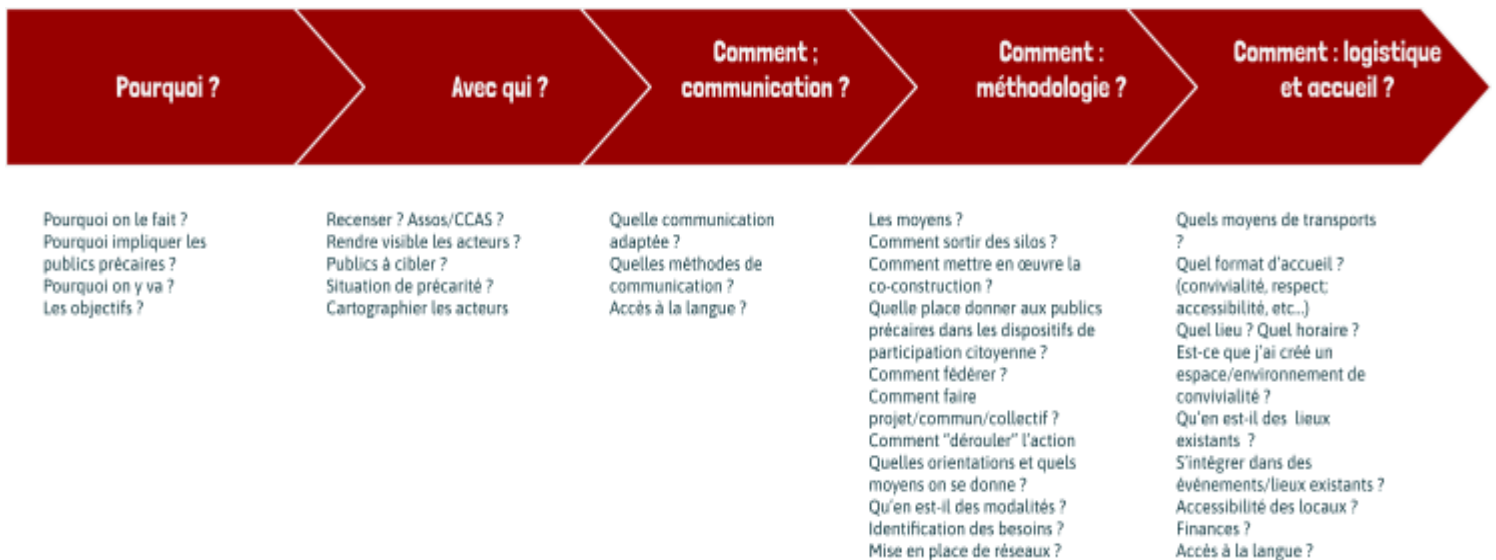 Pourquoi ?
Avec qui ?
Comment ;
communication ?
Comment :
méthodologie ?
Comment : logistique
et accueil ?
Pourquoi on le fait ?
Pourquoi impliquer les
publics précaires ?
Pourquoi on y va ?
Les objectifs ?
Recenser ? Assos/CCAS ?
Rendre visible les acteurs ?
Publics à cibler ?
Situation de précarité ?
Cartographier les acteurs
Quelle communication
adaptée ?
Quelles méthodes de
communication ?
Accès à la langue ?
Les moyens ?
Comment sortir des silos ?
Comment mettre en œuvre la
co-construction ?
Quelle place donner aux publics
précaires dans les dispositifs de
participation citoyenne ?
Comment fédérer ?
Comment faire
projet/commun/collectif ?
Comment "dérouler" l'action
Quelles orientations et quels
moyens on se donne ?
Qu'en est-il des modalités ?
Identification des besoins ?
Mise en place de réseaux ?
Quels moyens de transports
?
Quel format d'accueil ?
(convivialité, respect;
accessibilité, etc...)
Quel lieu ? Quel horaire ?
Est-ce que j'ai créé un
espace/environnement de
convivialité ?
Qu'en est-il des lieux
existants ?
S'intégrer dans des
événements/lieux existants ?
Accessibilité des locaux ?
Finances ?
Accès à la langue ?